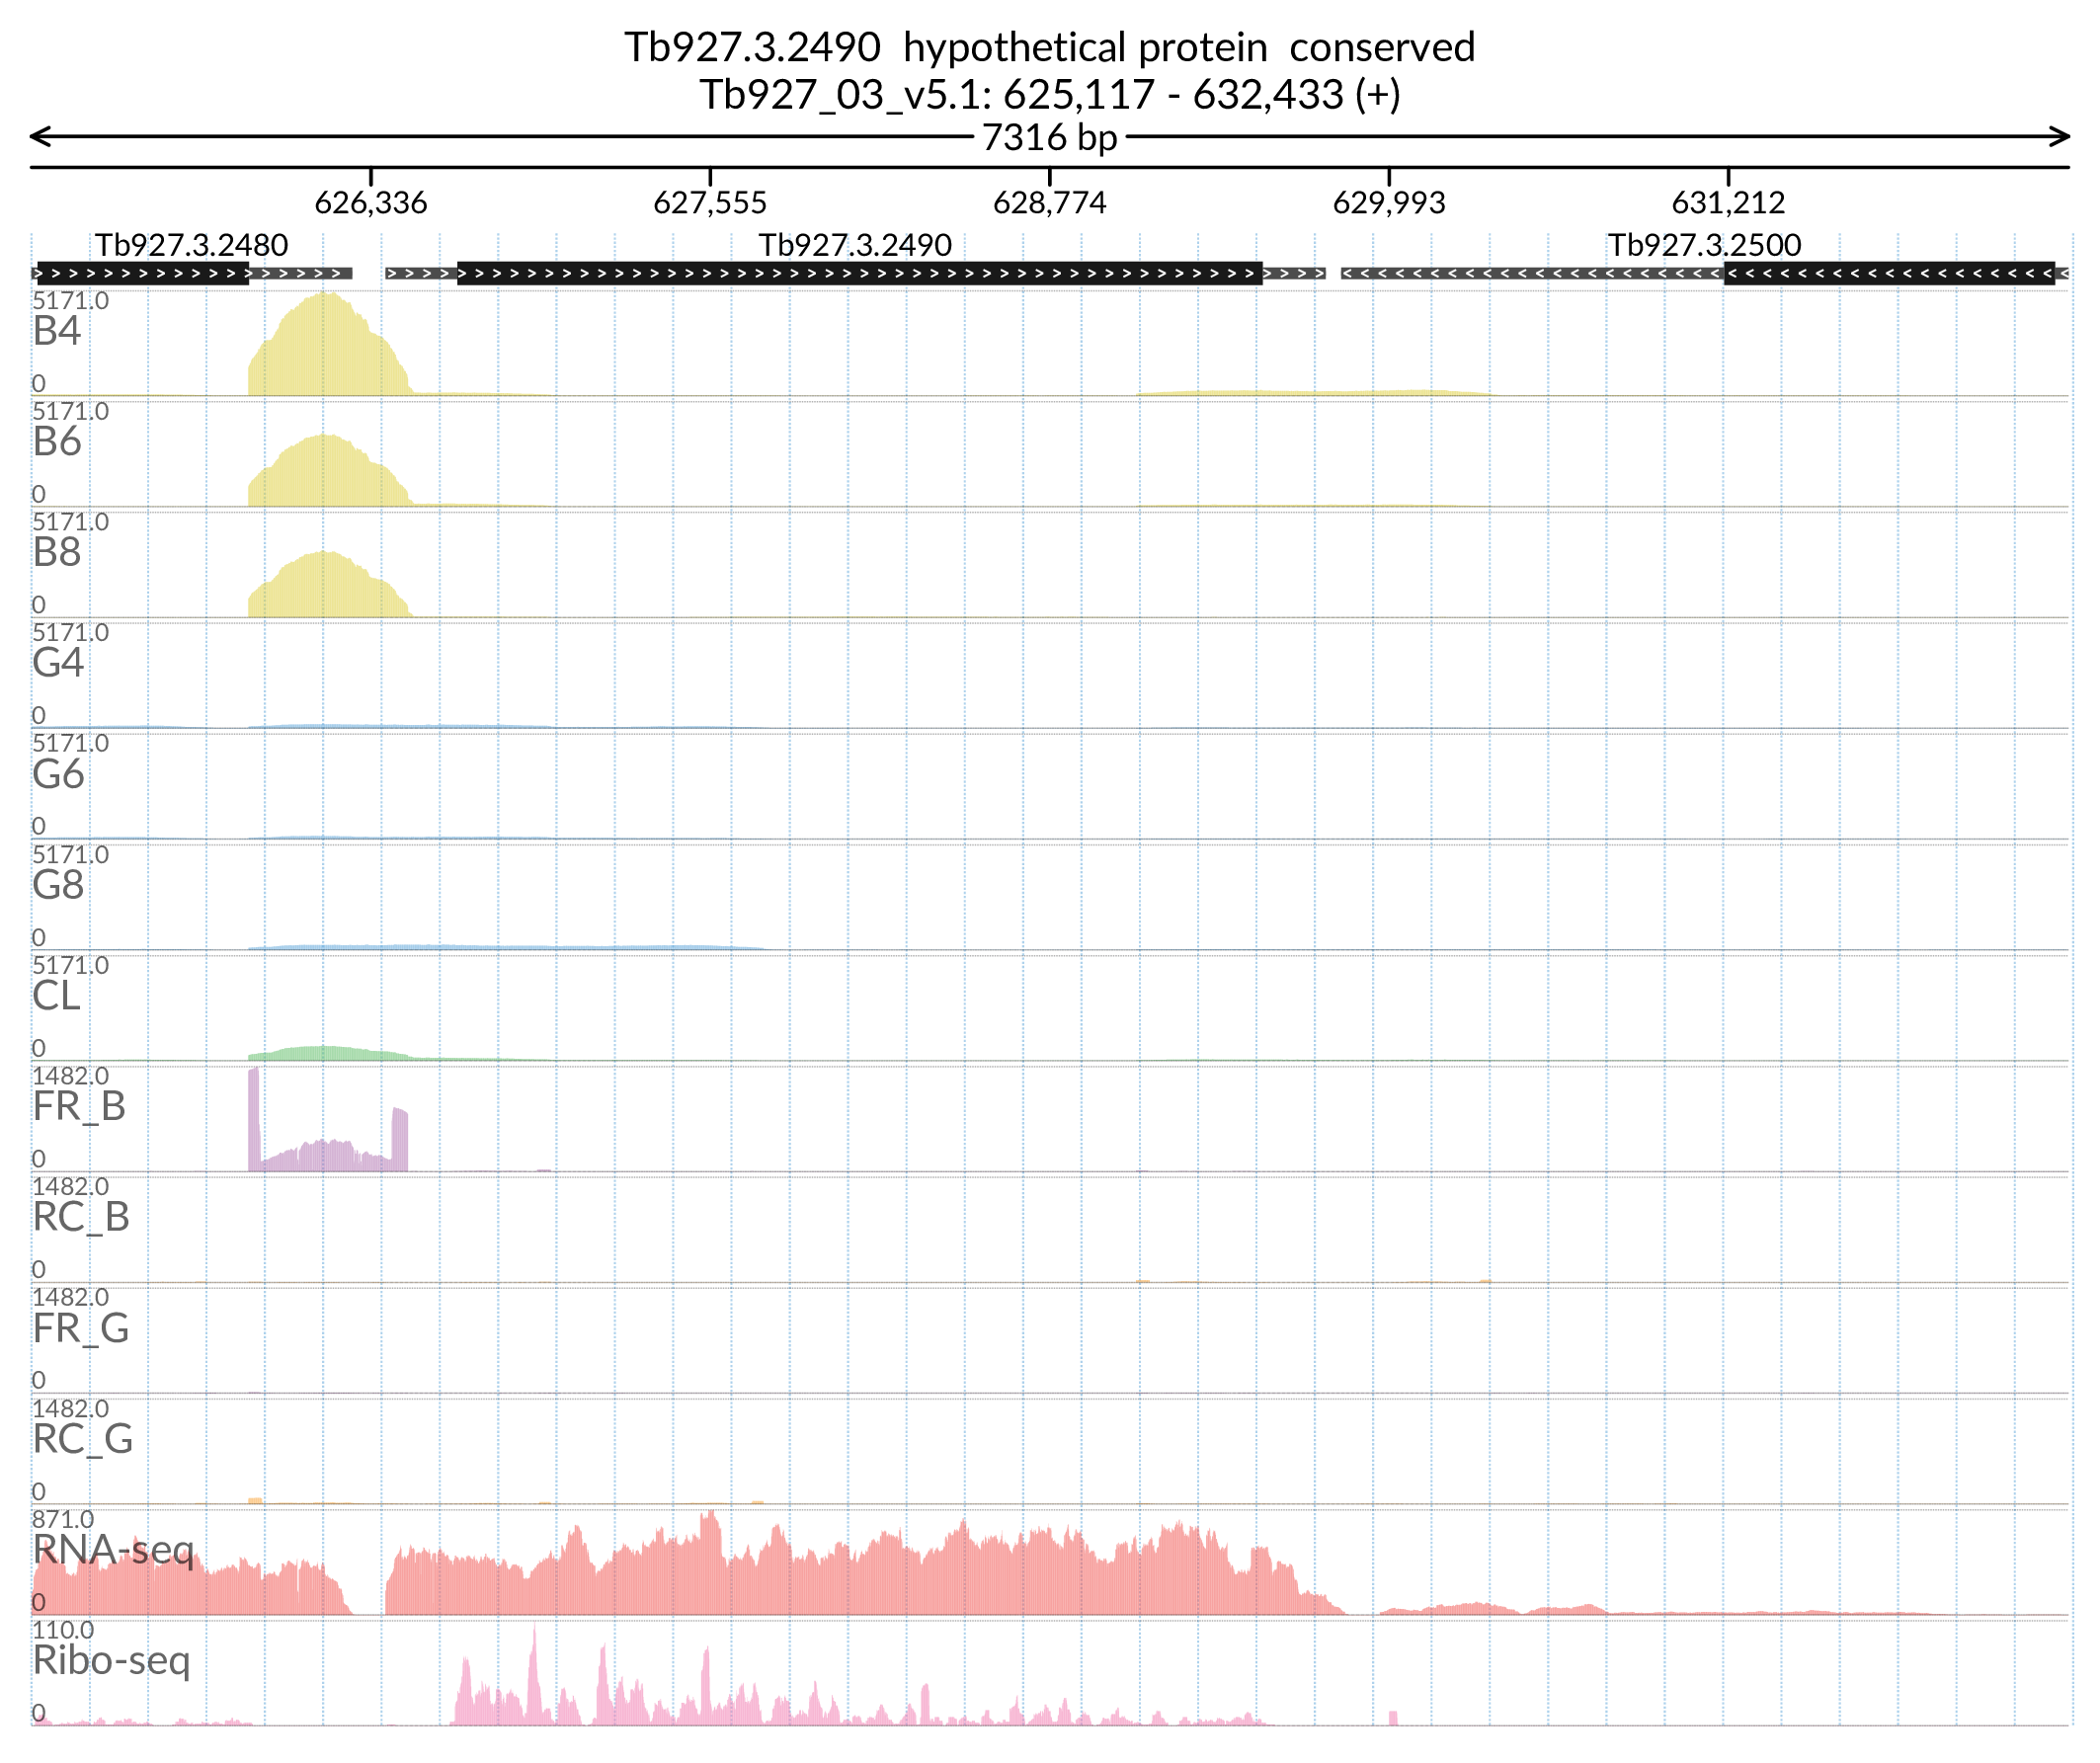 Tb927.3.2490  hypothetical protein  conserved
Tb927_03_v5.1: 625,117 - 632,433 (+)
7316 bp
626,336 627,555 628,774 629,993 631,212
Tb927.3.2480 Tb927.3.2490 Tb927.3.2500
5171.0
B4
0
5171.0
B6
0
5171.0
B8
0
5171.0
G4
0
5171.0
G6
0
5171.0
G8
0
5171.0
CL
0
1482.0
FR_B
0
1482.0
RC_B
0
1482.0
FR_G
0
1482.0
RC_G
0
871.0
RNA-seq
0
110.0
Ribo-seq
0